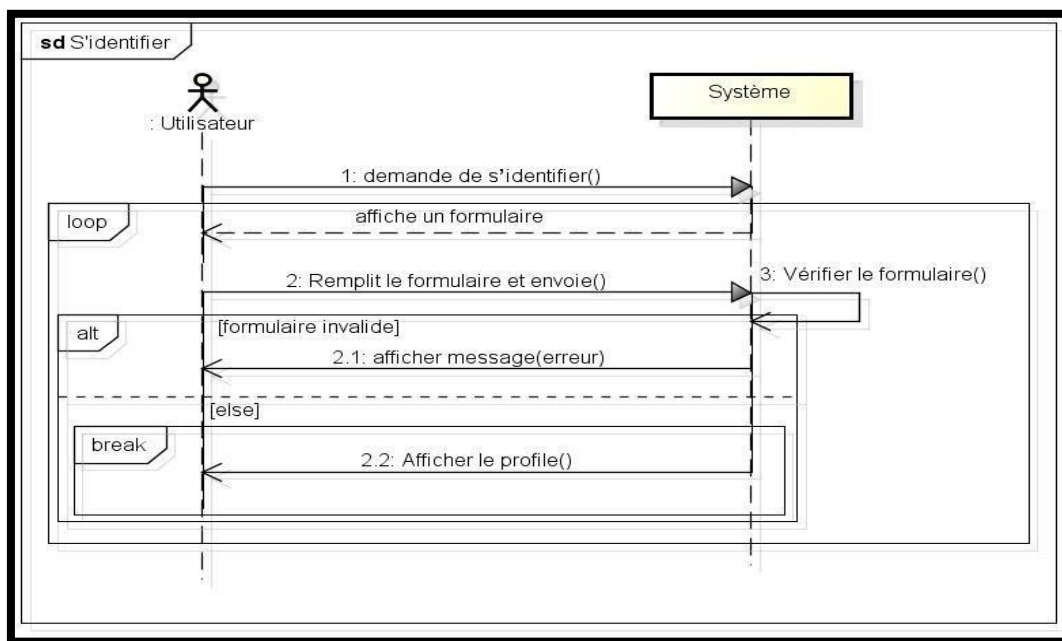 sd S'identifier
: Utilisateur
Système
1: demande de s'identifier()
loop
affiche un formulaire
2: Remplit le formulaire et envoie()
3: Vérifier le formulaire()
alt
[formulaire invalide]
2.1: afficher message(erreur)
[else]
break
2.2: Afficher le profile()